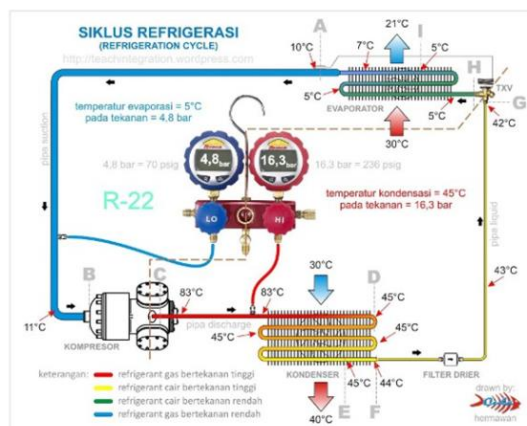 SIKLUS REFRIGERASI
(REFRIGERATION CYCLE)
http://teachintegration.wordpress.com
A
21°C
I
10°C
7°C
5°C
H
TXV
5°C
EVAPORATOR
5°C
G
42°C
30°C
temperatur evaporasi = 5°C
pada tekanan = 4,8 bar
4,8 bar = 70 psig
4,8 bar
16,3 bar
16,3 bar = 236 psig
R-22
LO
HI
temperatur kondensasi = 45°C
pada tekanan = 16,3 bar
pipa suction
pipa liquid
B
C
83°C
83°C
30°C
D
45°C
43°C
11°C
KOMPRESOR
pipa discharge
45°C
45°C
keterangan:
refrigerant gas bertekanan tinggi
refrigerant cair bertekanan tinggi
refrigerant cair bertekanan rendah
refrigerant gas bertekanan rendah
KONDENSER
45°C
44°C
FILTER DRIER
40°C
E
F
drawn by:
hermawan